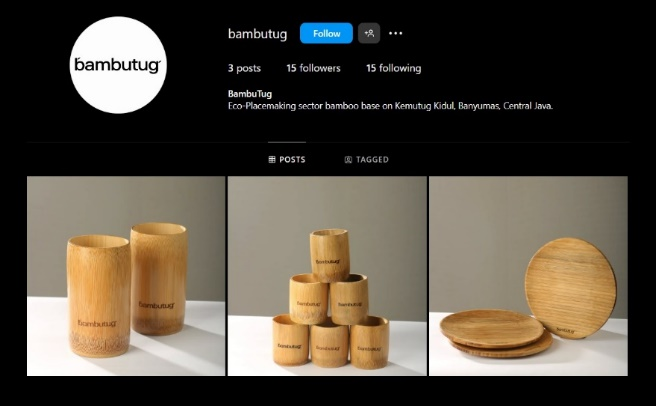 bambutug
bambutug
Follow
3 posts
15 followers
15 following
BambuTug
Eco-Placemaking sector bamboo base on Kemutug Kidul, Banyumas, Central Java.
POSTS
TAGGED
bambutug
bambutug
bambutug
bambutug
bambutug
bambutug
bambutug
bambutug
bambutug